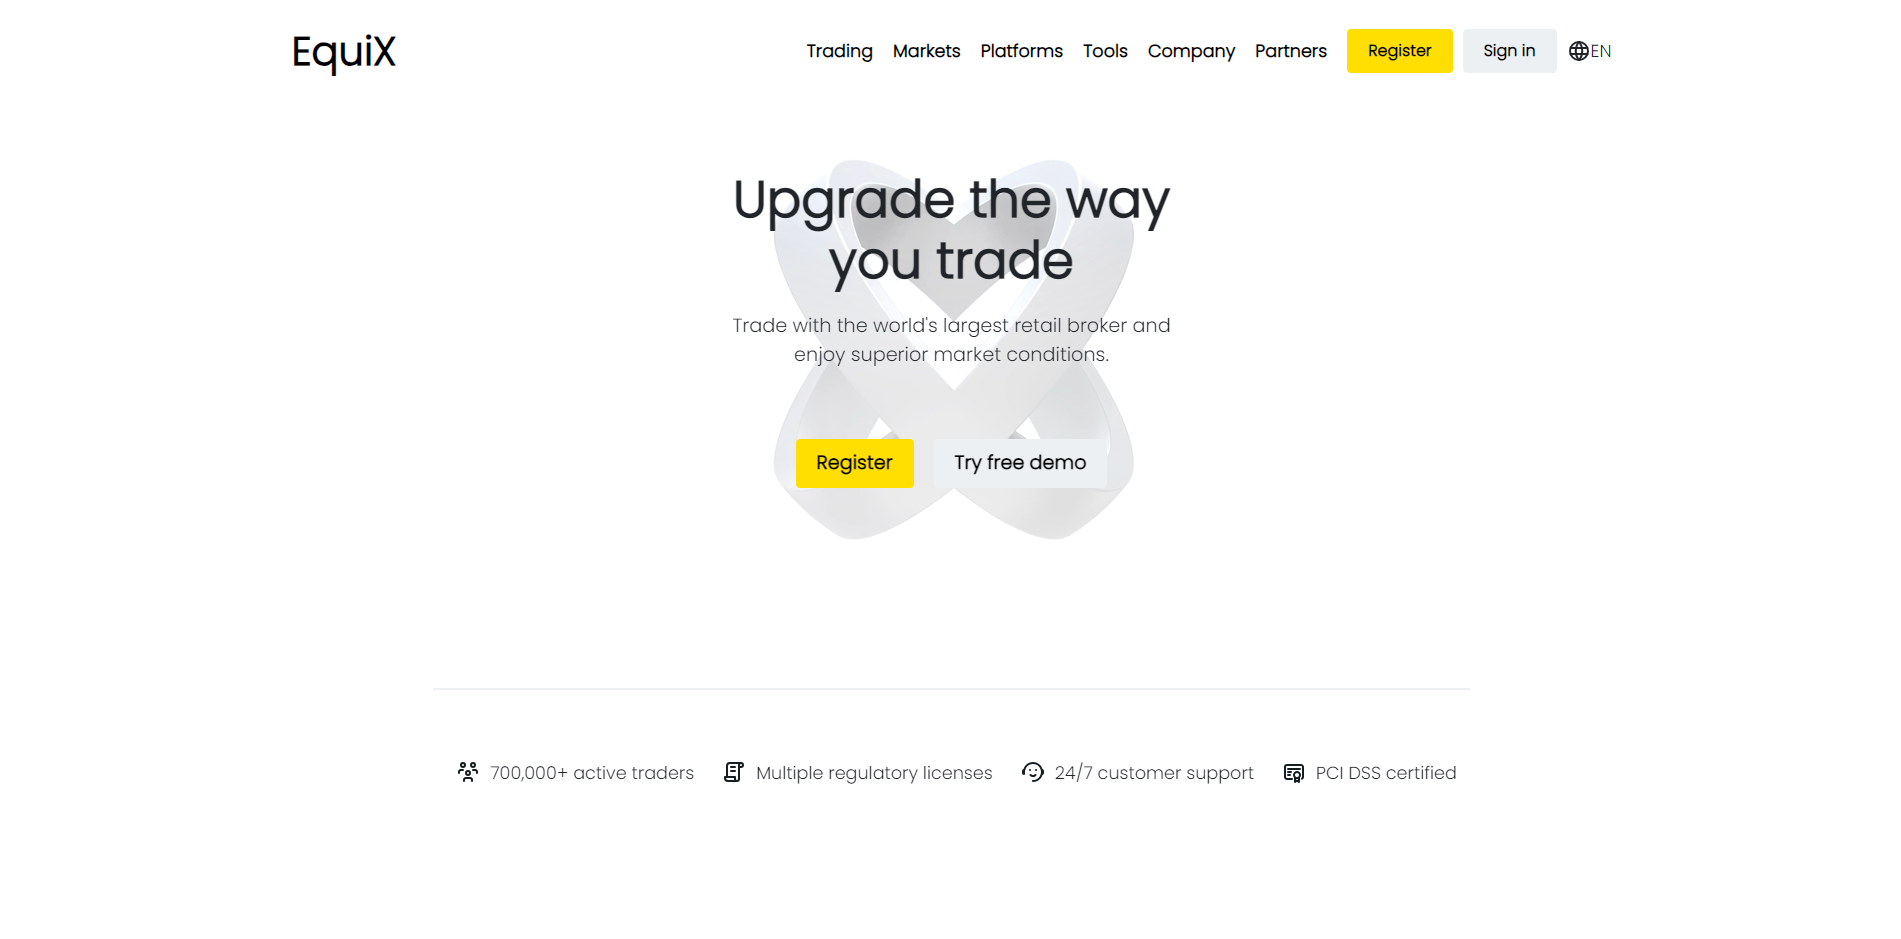 EquiX
Trading Markets Platforms Tools Company Partners Register Sign in EN
Upgrade the way
you trade
Trade with the world's largest retail broker and
enjoy superior market conditions.
Register Try free demo
700,000+ active traders Multiple regulatory licenses 24/7 customer support PCI DSS certified